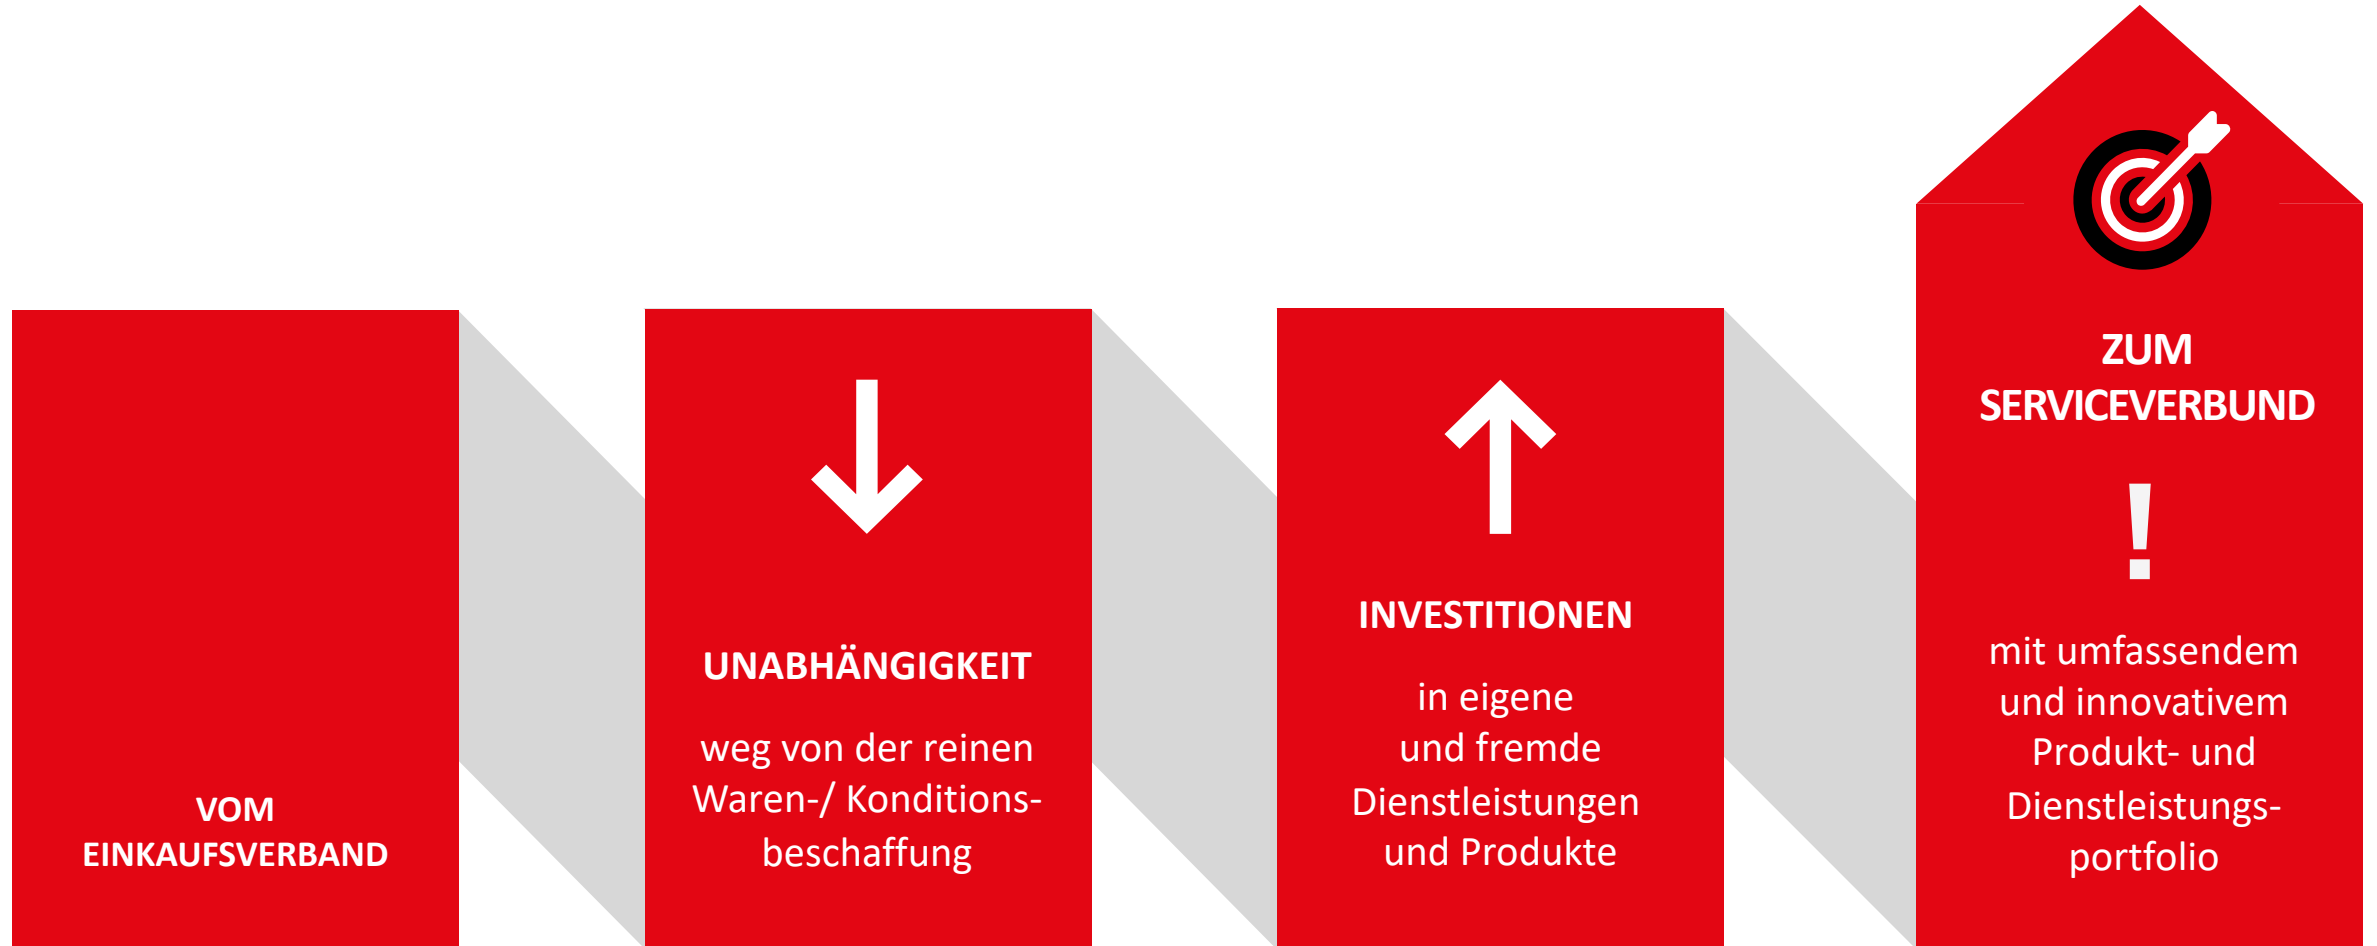 VOM
EINKAUFSVERBAND
UNABHÄNGIGKEIT
weg von der reinen
Waren-/ Konditions-
beschaffung
INVESTITIONEN
in eigene
und fremde
Dienstleistungen
und Produkte
ZUM
SERVICEVERBUND
!
mit umfassendem
und innovativem
Produkt- und
Dienstleistungs-
portfolio